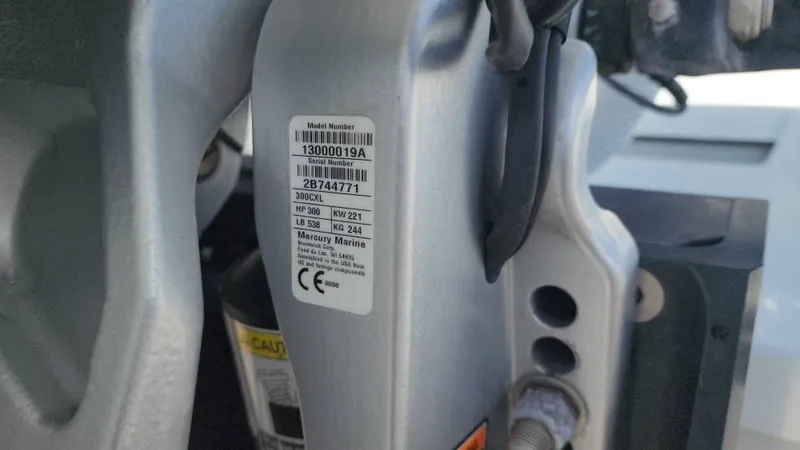 Model Number
13000019A
Serial Number
2B744771
300CXL
HP 300 KW 221
LB 538 KG 244
Mercury Marine
Brunswick Corp.
Fond du Lac, WI 54935
Assembled in the USA from
US and foreign components
CE 0098
CAUT